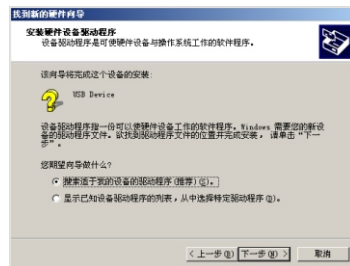 找到新的硬件向导
安装硬件设备驱动程序
设备驱动程序是可使硬件设备与操作系统工作的软件程序。
该向导将完成这个设备的安装:
USB Device
设备驱动程序指一份可以使硬件设备工作的软件程序。Windows 需要您的新设
备的驱动程序文件。欲找到驱动程序文件的位置并完成安装，请单击“下一
步”。
您期望向导做什么?
搜索适于我的设备的驱动程序(推荐)(S)。
显示已知设备驱动程序的列表，从中选择特定驱动程序(D)。
< 上一步(B) 下一步(N) > 取消